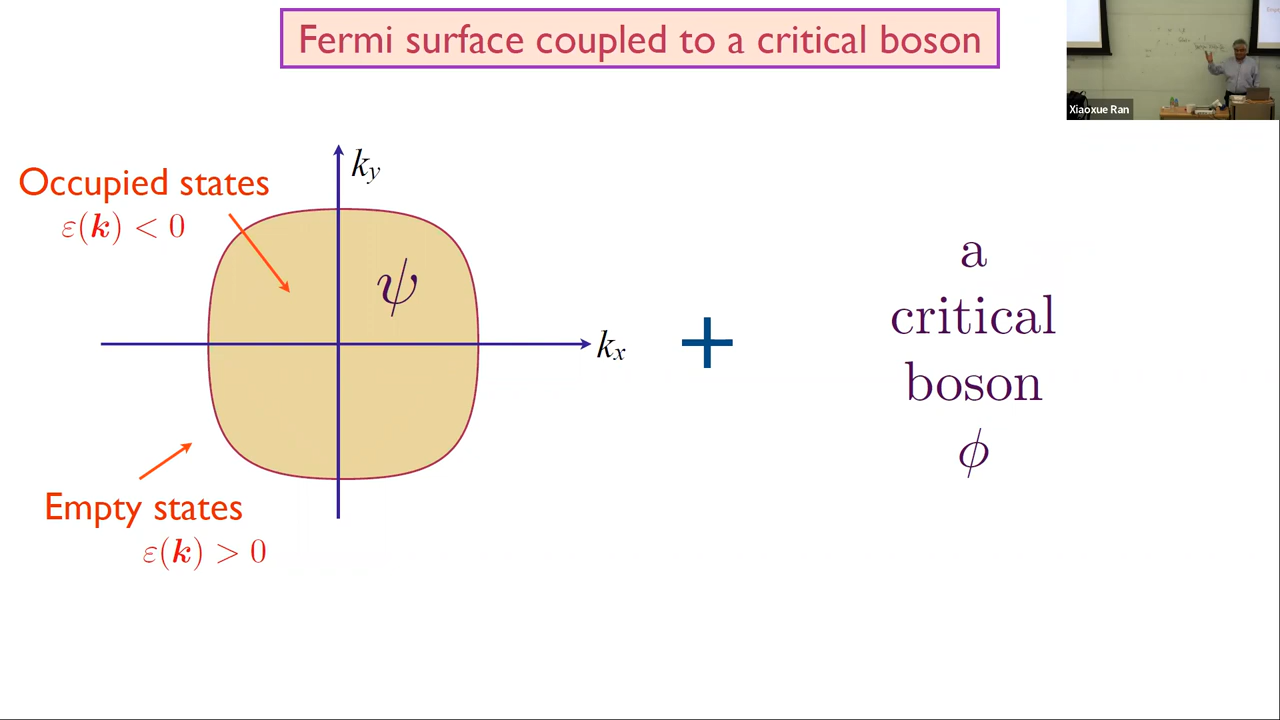 Fermi surface coupled to a critical boson
Xiaoxue Ran
Occupied states
ε(k) < 0
k_y
ψ
k_x
+
a
critical
boson
ϕ
Empty states
ε(k) > 0